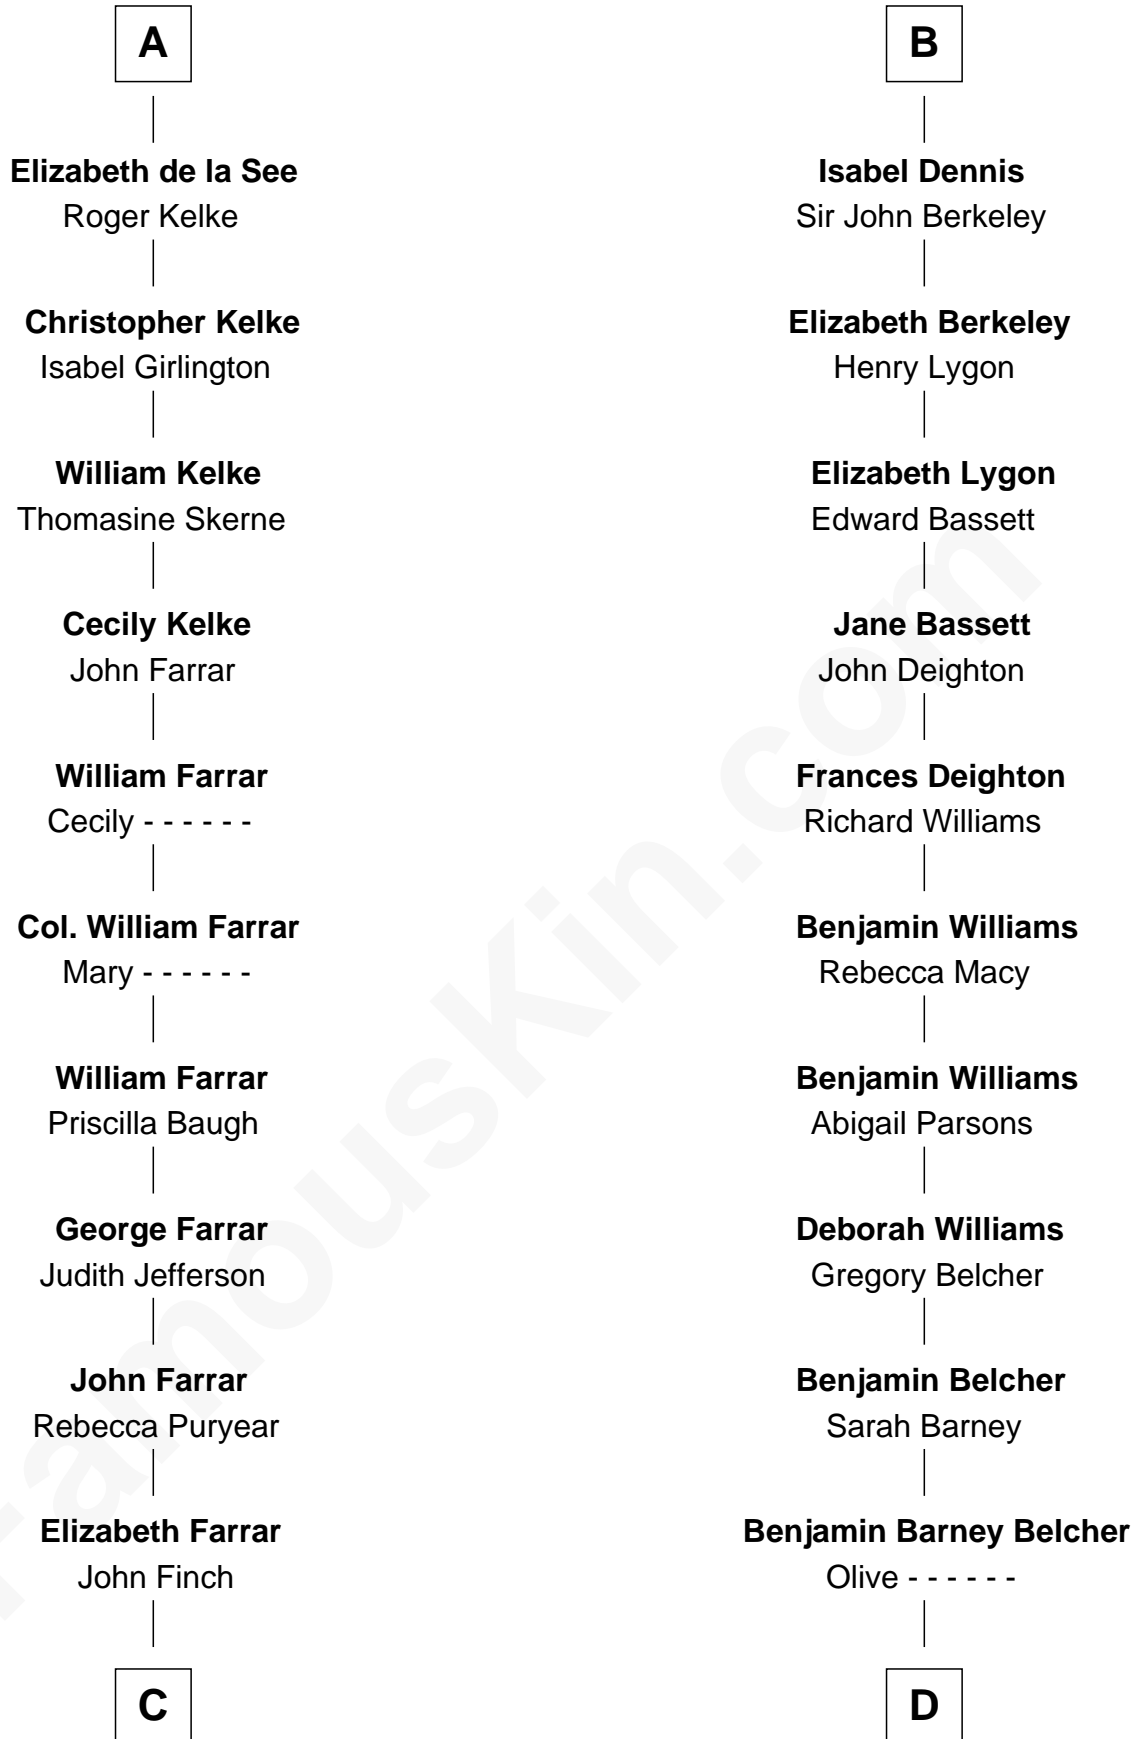 A
Elizabeth de la See
Roger Kelke
Christopher Kelke
Isabel Girlington
William Kelke
Thomasine Skerne
Cecily Kelke
John Farrar
William Farrar
Cecily - - - - - -
Col. William Farrar
Mary - - - - - -
William Farrar
Priscilla Baugh
George Farrar
Judith Jefferson
John Farrar
Rebecca Puryear
Elizabeth Farrar
John Finch
C
B
Isabel Dennis
Sir John Berkeley
Elizabeth Berkeley
Henry Lygon
Elizabeth Lygon
Edward Bassett
Jane Bassett
John Deighton
Frances Deighton
Richard Williams
Benjamin Williams
Rebecca Macy
Benjamin Williams
Abigail Parsons
Deborah Williams
Gregory Belcher
Benjamin Belcher
Sarah Barney
Benjamin Barney Belcher
Olive - - - - - -
D
FamousKin.com